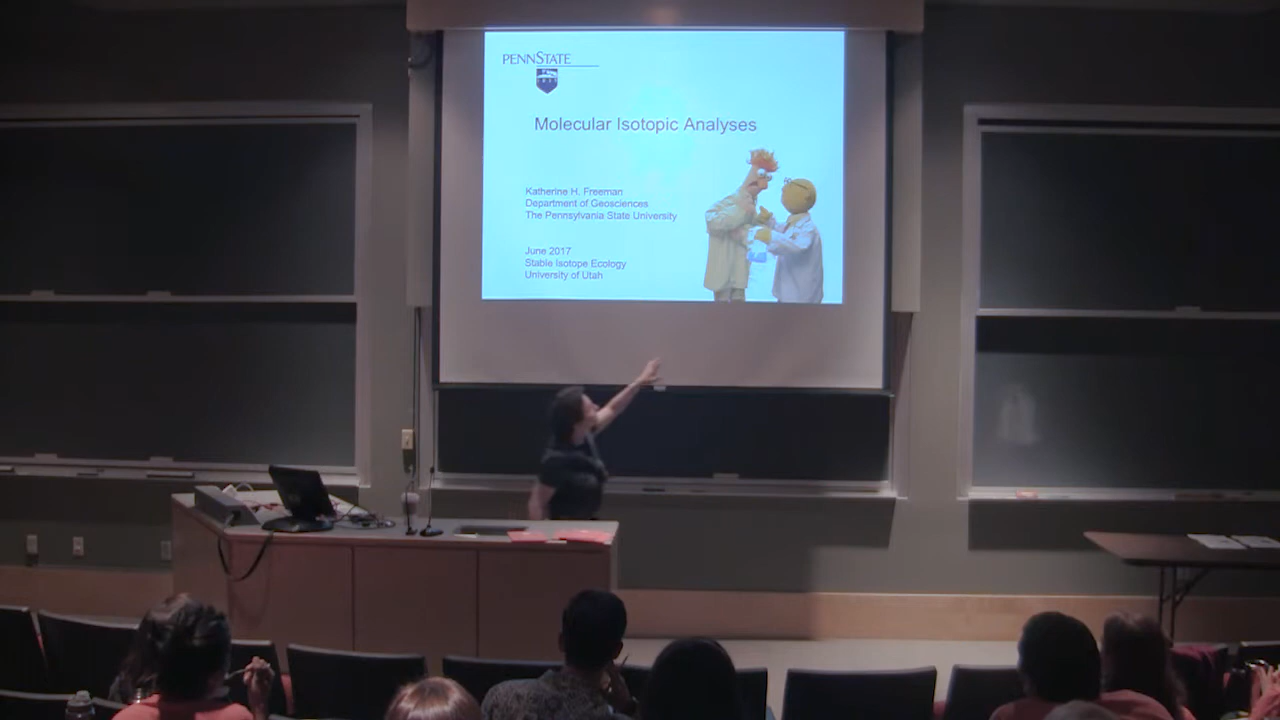 PENNSTATE
Molecular Isotopic Analyses
Katherine H. Freeman
Department of Geosciences
The Pennsylvania State University
June 2017
Stable Isotope Ecology
University of Utah